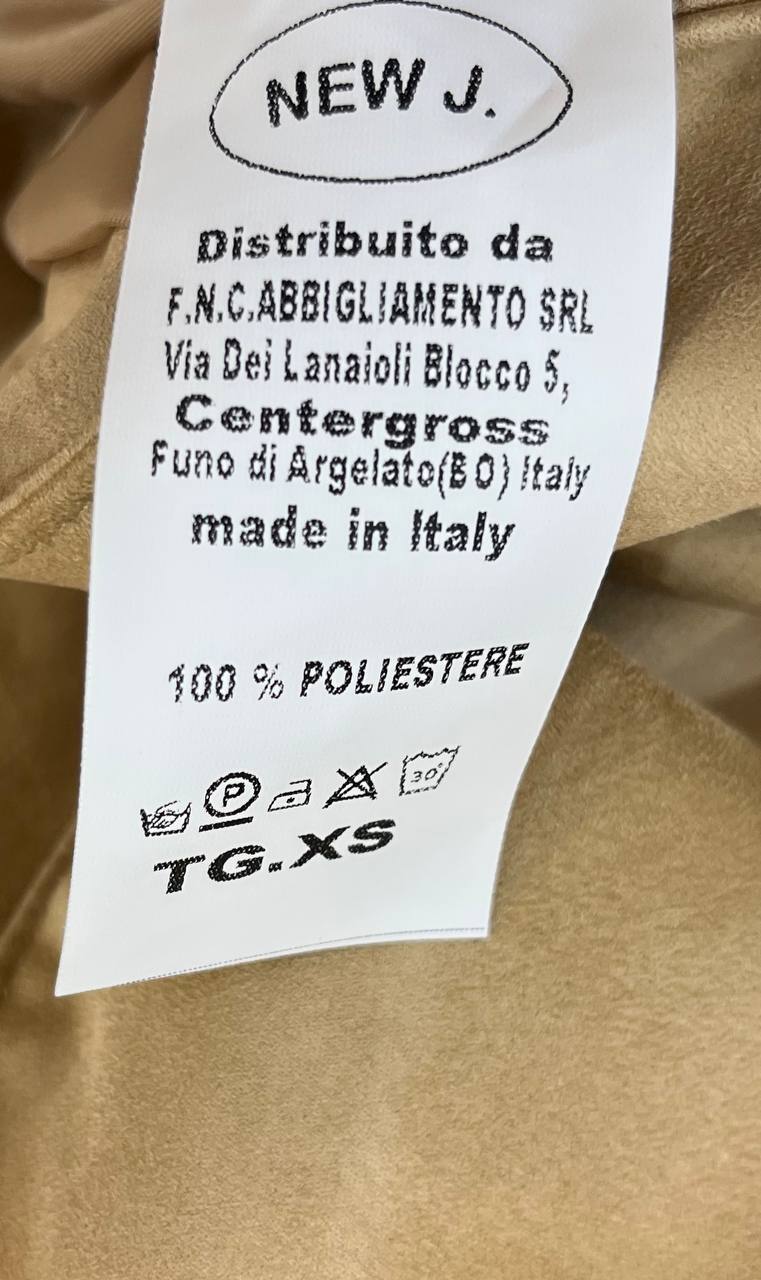 NEW J.
Distribuito da
F.N.C.ABBIGLIAMENTO SRL
Via Dei Lanaioli Blocco 5,
Centergross
Funo di Argelato(BO) Italy
made in Italy
100 % POLIESTERE
P 30°
TG.XS